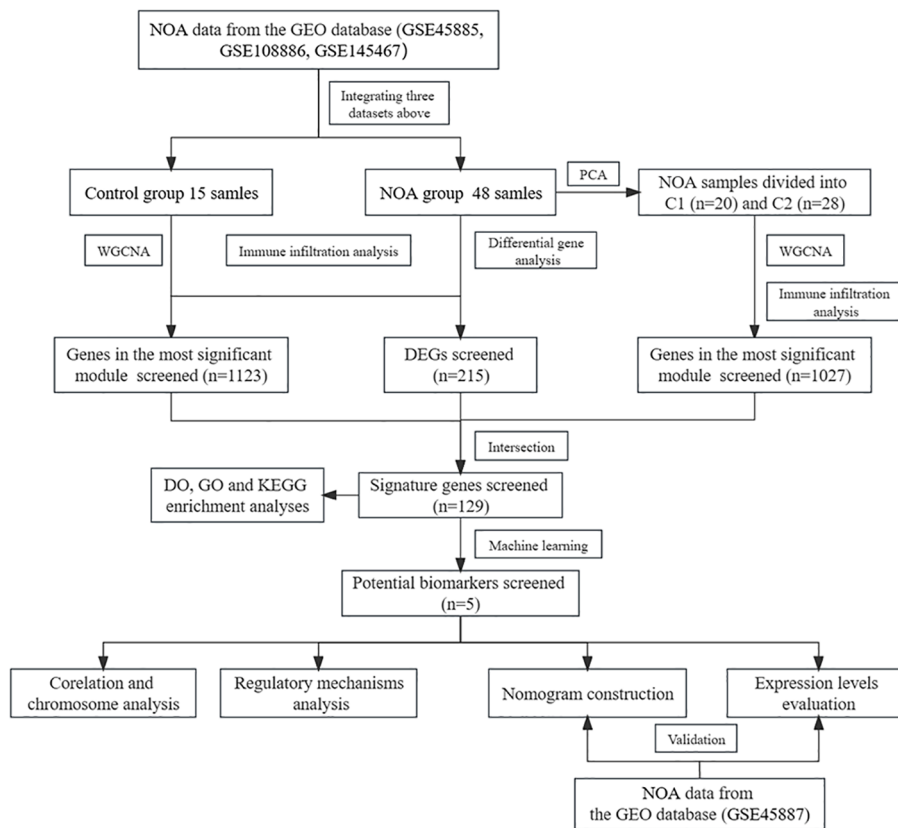 NOA data from the GEO database (GSE45885,
GSE108886, GSE145467)
Integrating three
datasets above
Control group 15 samles
NOA group 48 samles
PCA
NOA samples divided into
C1 (n=20) and C2 (n=28)
WGCNA
Immune infiltration analysis
Differential gene
analysis
WGCNA
Immune infiltration
analysis
Genes in the most significant
module screened (n=1123)
DEGs screened
(n=215)
Genes in the most significant
module screened (n=1027)
Intersection
DO, GO and KEGG
enrichment analyses
Signature genes screened
(n=129)
Machine learning
Potential biomarkers screened
(n=5)
Corelation and
chromosome analysis
Regulatory mechanisms
analysis
Nomogram construction
Expression levels
evaluation
Validation
NOA data from
the GEO database (GSE45887)